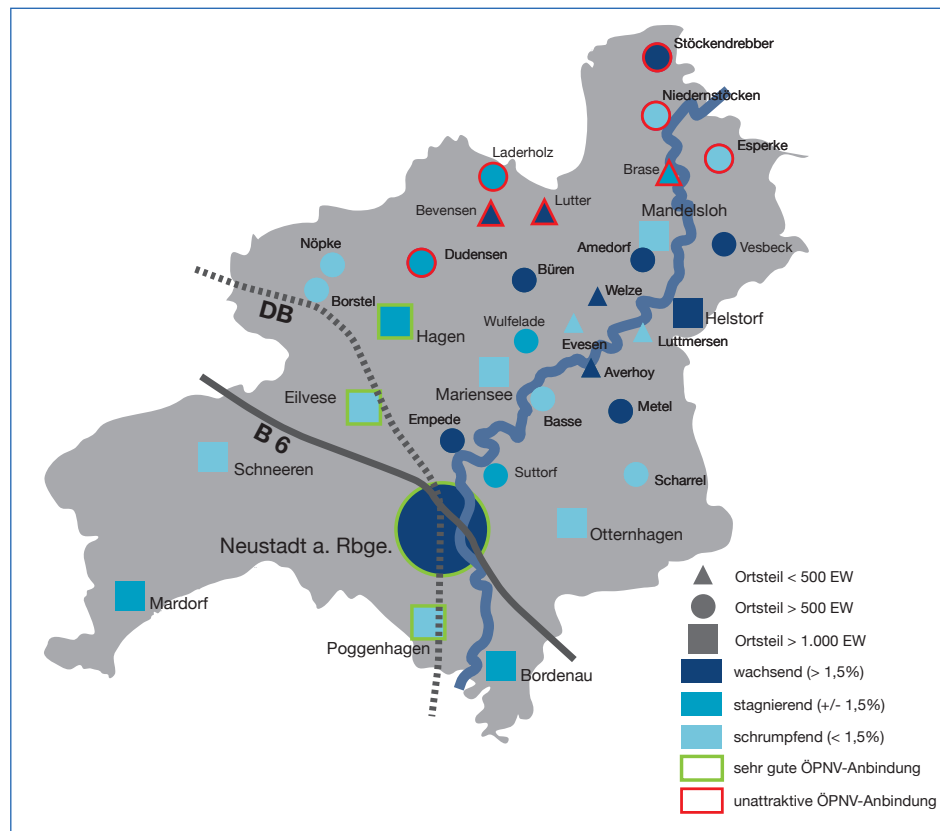 Stöckendrebber
Niedernstöcken
Esperke
Laderholz
Brase
Bevensen
Lutter
Mandelsloh
Nöpke
Dudensen
Amedorf
Vesbeck
Büren
Borstel
Welze
DB
Hagen
Wulfelade
Helstorf
Evesen
Luttmersen
Eilvese
Mariensee
Averhoy
Empede
Basse
Metel
B 6
Schneeren
Suttorf
Scharrel
Neustadt a. Rbge.
Otternhagen
Mardorf
Poggenhagen
Bordenau
Ortsteil < 500 EW
Ortsteil > 500 EW
Ortsteil > 1.000 EW
wachsend (> 1,5%)
stagnierend (+/- 1,5%)
schrumpfend (< 1,5%)
sehr gute ÖPNV-Anbindung
unattraktive ÖPNV-Anbindung